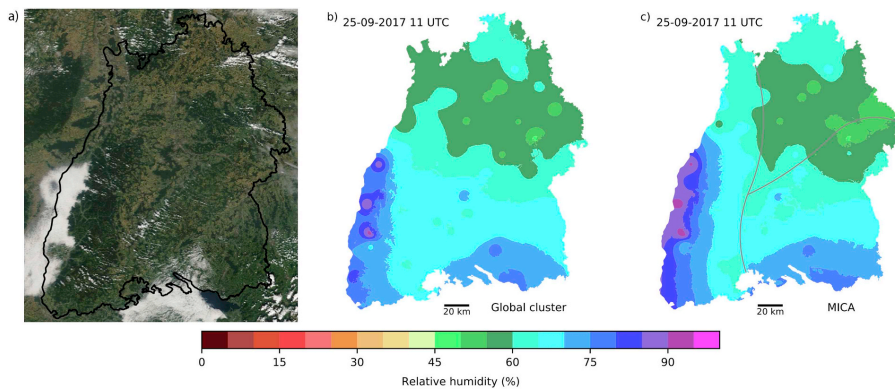 a)
b) 25-09-2017 11 UTC
c) 25-09-2017 11 UTC
20 km Global cluster
20 km MICA
0 15 30 45 60 75 90
Relative humidity (%)